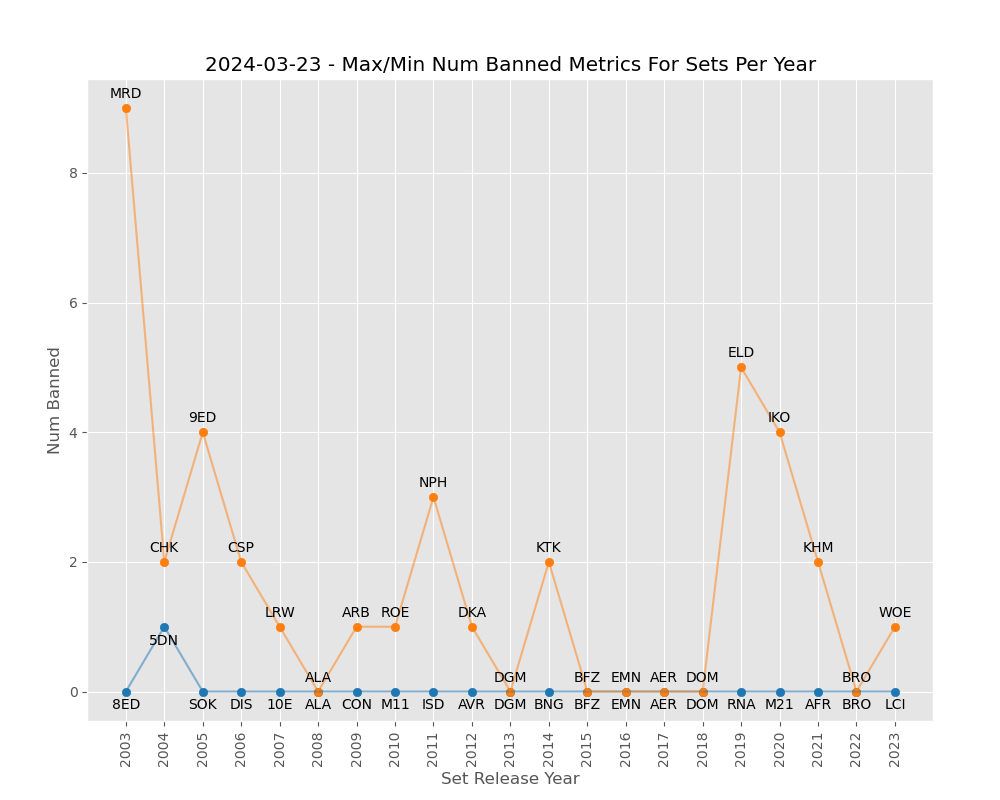 2024-03-23 - Max/Min Num Banned Metrics For Sets Per Year
MRD
8
6
ELD
9ED
IKO
4
Num Banned
NPH
CHK
CSP
KTK
KHM
2
LRW
ARB
ROE
DKA
WOE
5DN
ALA
DGM
BFZ
EMN
AER
DOM
BRO
0
8ED
SOK
DIS
10E
ALA
CON
M11
ISD
AVR
DGM
BNG
BFZ
EMN
AER
DOM
RNA
M21
AFR
BRO
LCI
2003
2004
2005
2006
2007
2008
2009
2010
2011
2012
2013
2014
2015
2016
2017
2018
2019
2020
2021
2022
2023
Set Release Year